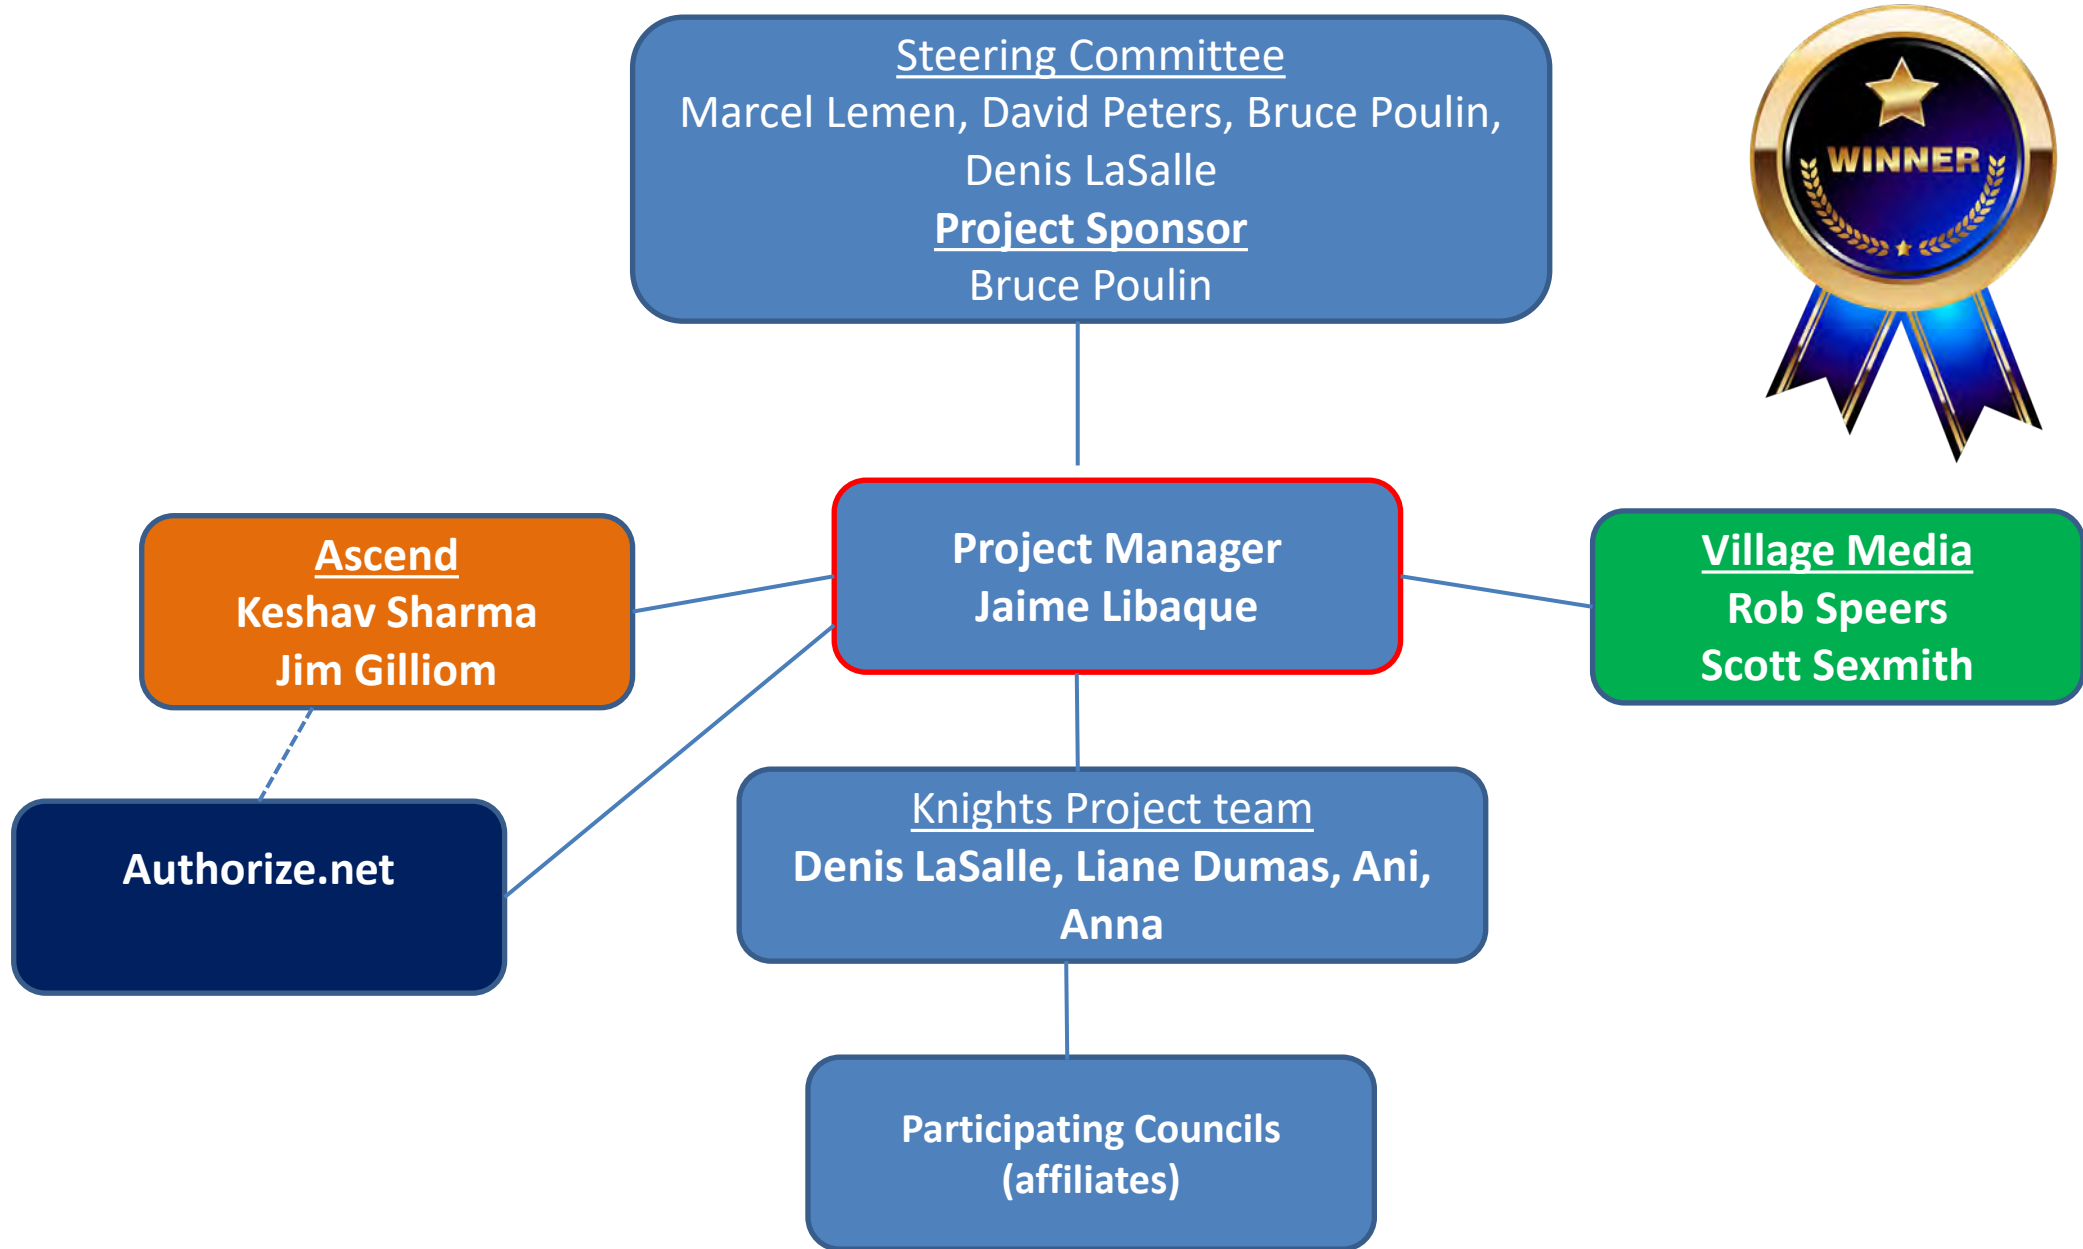 Steering Committee
Marcel Lemen, David Peters, Bruce Poulin,
Denis LaSalle
Project Sponsor
Bruce Poulin
WINNER
Project Manager
Jaime Libaque
Ascend
Keshav Sharma
Jim Gilliom
Village Media
Rob Speers
Scott Sexmith
Authorize.net
Knights Project team
Denis LaSalle, Liane Dumas, Ani,
Anna
Participating Councils
(affiliates)